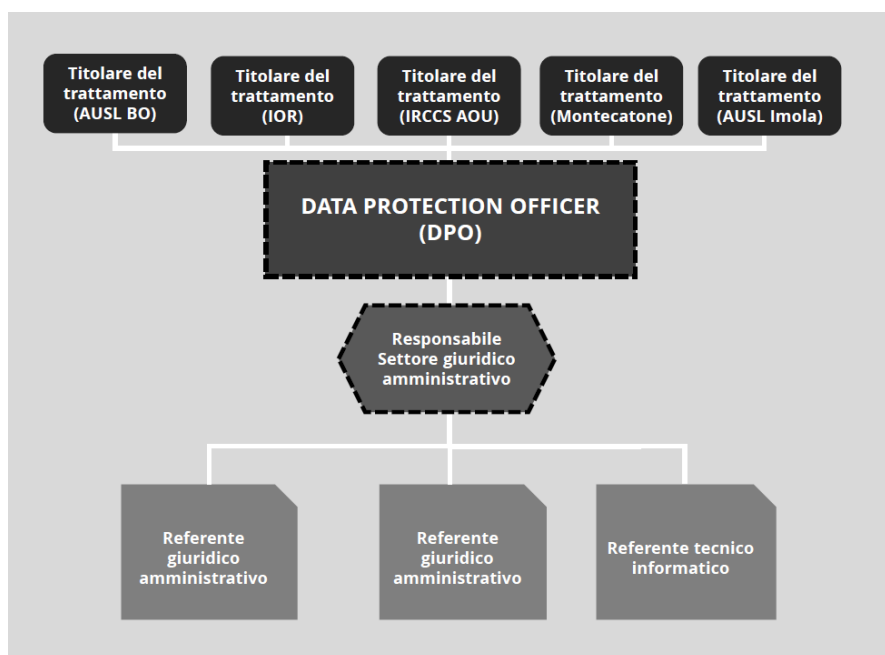 Titolare del
trattamento
(AUSL BO)
Titolare del
trattamento
(IOR)
Titolare del
trattamento
(IRCCS AOU)
Titolare del
trattamento
(Montecatone)
Titolare del
trattamento
(AUSL Imola)
DATA PROTECTION OFFICER
(DPO)
Responsabile
Settore giuridico
amministrativo
Referente
giuridico
amministrativo
Referente
giuridico
amministrativo
Referente tecnico
informatico